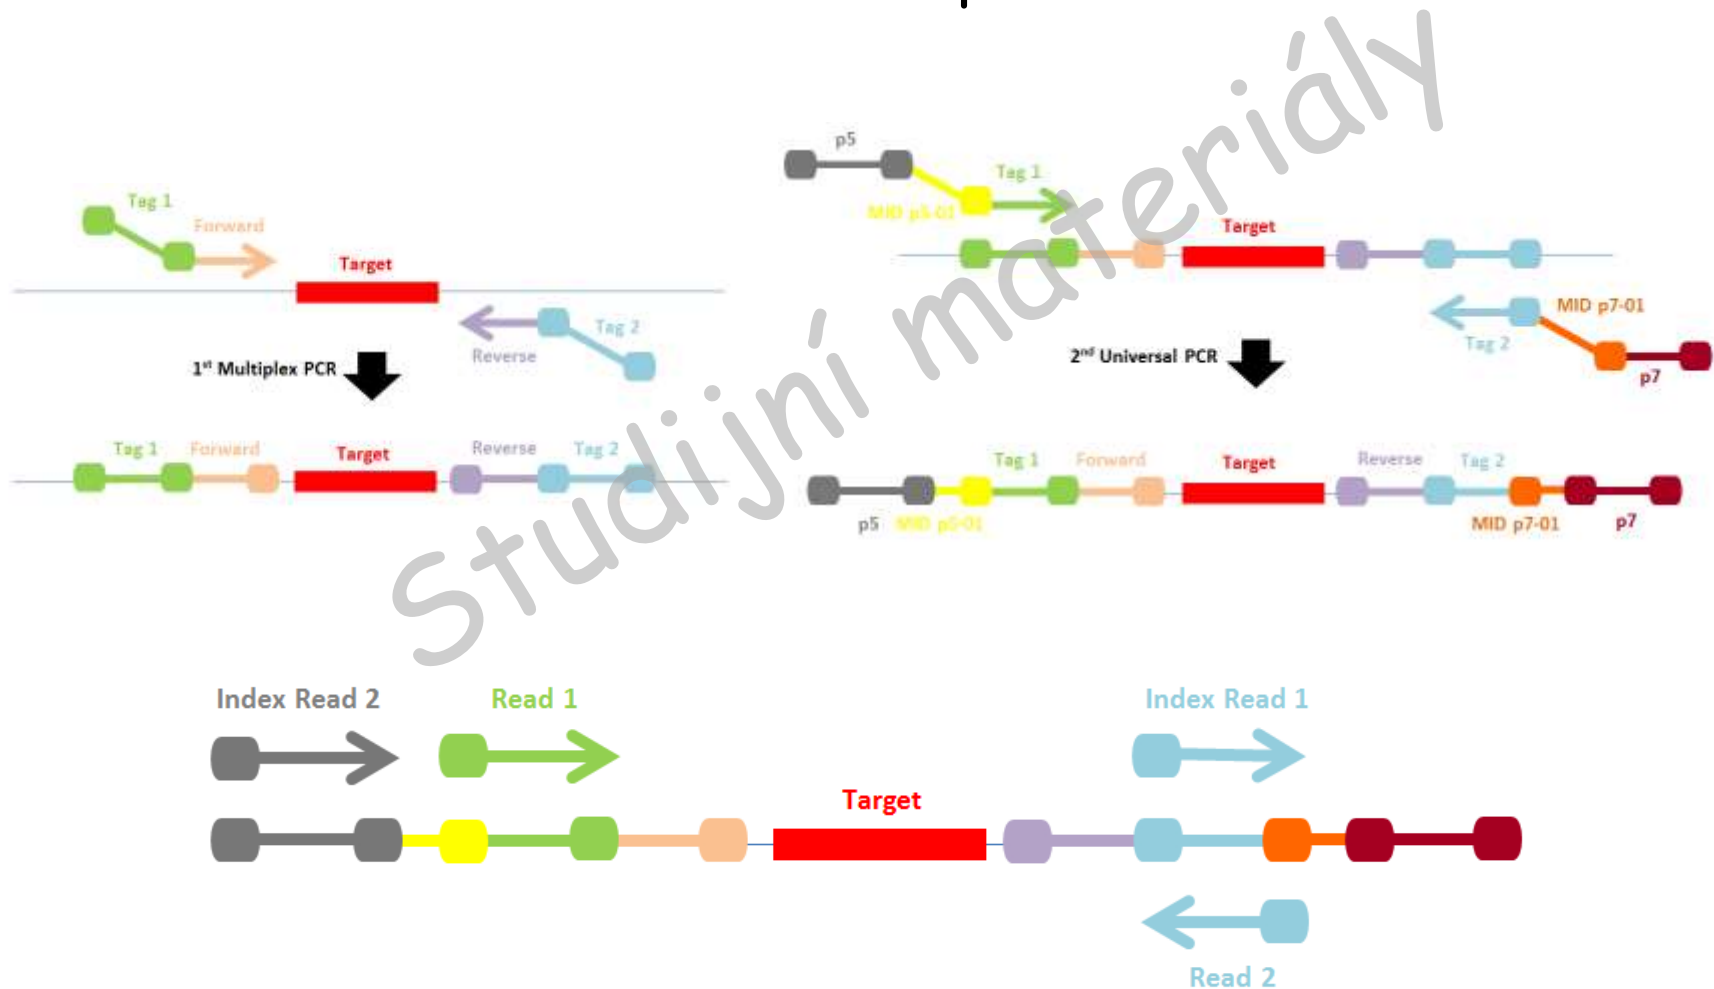 Tag 1
Forward
Target
Reverse
Tag 2
1st Multiplex PCR
Tag 1
Forward
Target
Reverse
Tag 2
p5
MID p5-01
Tag 1
Target
MID p7-01
Tag 2
p7
2nd Universal PCR
Tag 1
Forward
Target
Reverse
Tag 2
p5
MID p5-01
MID p7-01
p7
Studijní materiály
Index Read 2
Read 1
Index Read 1
Target
Read 2